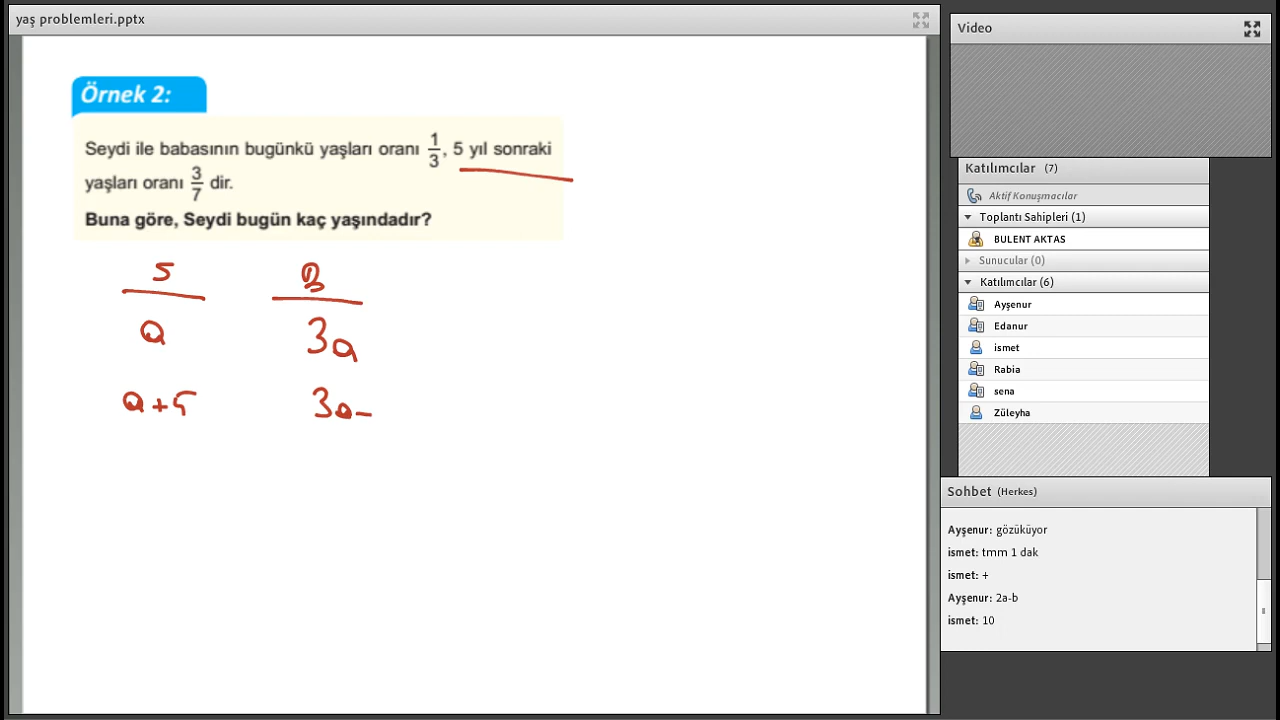 yaş problemleri.pptx
Örnek 2:
Seydi ile babasının bugünkü yaşları oranı 1/3, 5 yıl sonraki
yaşları oranı 3/7 dir.
Buna göre, Seydi bugün kaç yaşındadır?
S B
a 3a
a+5 3a-
Video
Katılımcılar (7)
Aktif Konuşmacılar
Toplantı Sahipleri (1)
BULENT AKTAS
Sunucular (0)
Katılımcılar (6)
Ayşenur
Edanur
ismet
Rabia
sena
Züleyha
Sohbet (Herkes)
Ayşenur: gözüküyor
ismet: tmm 1 dak
ismet: +
Ayşenur: 2a-b
ismet: 10